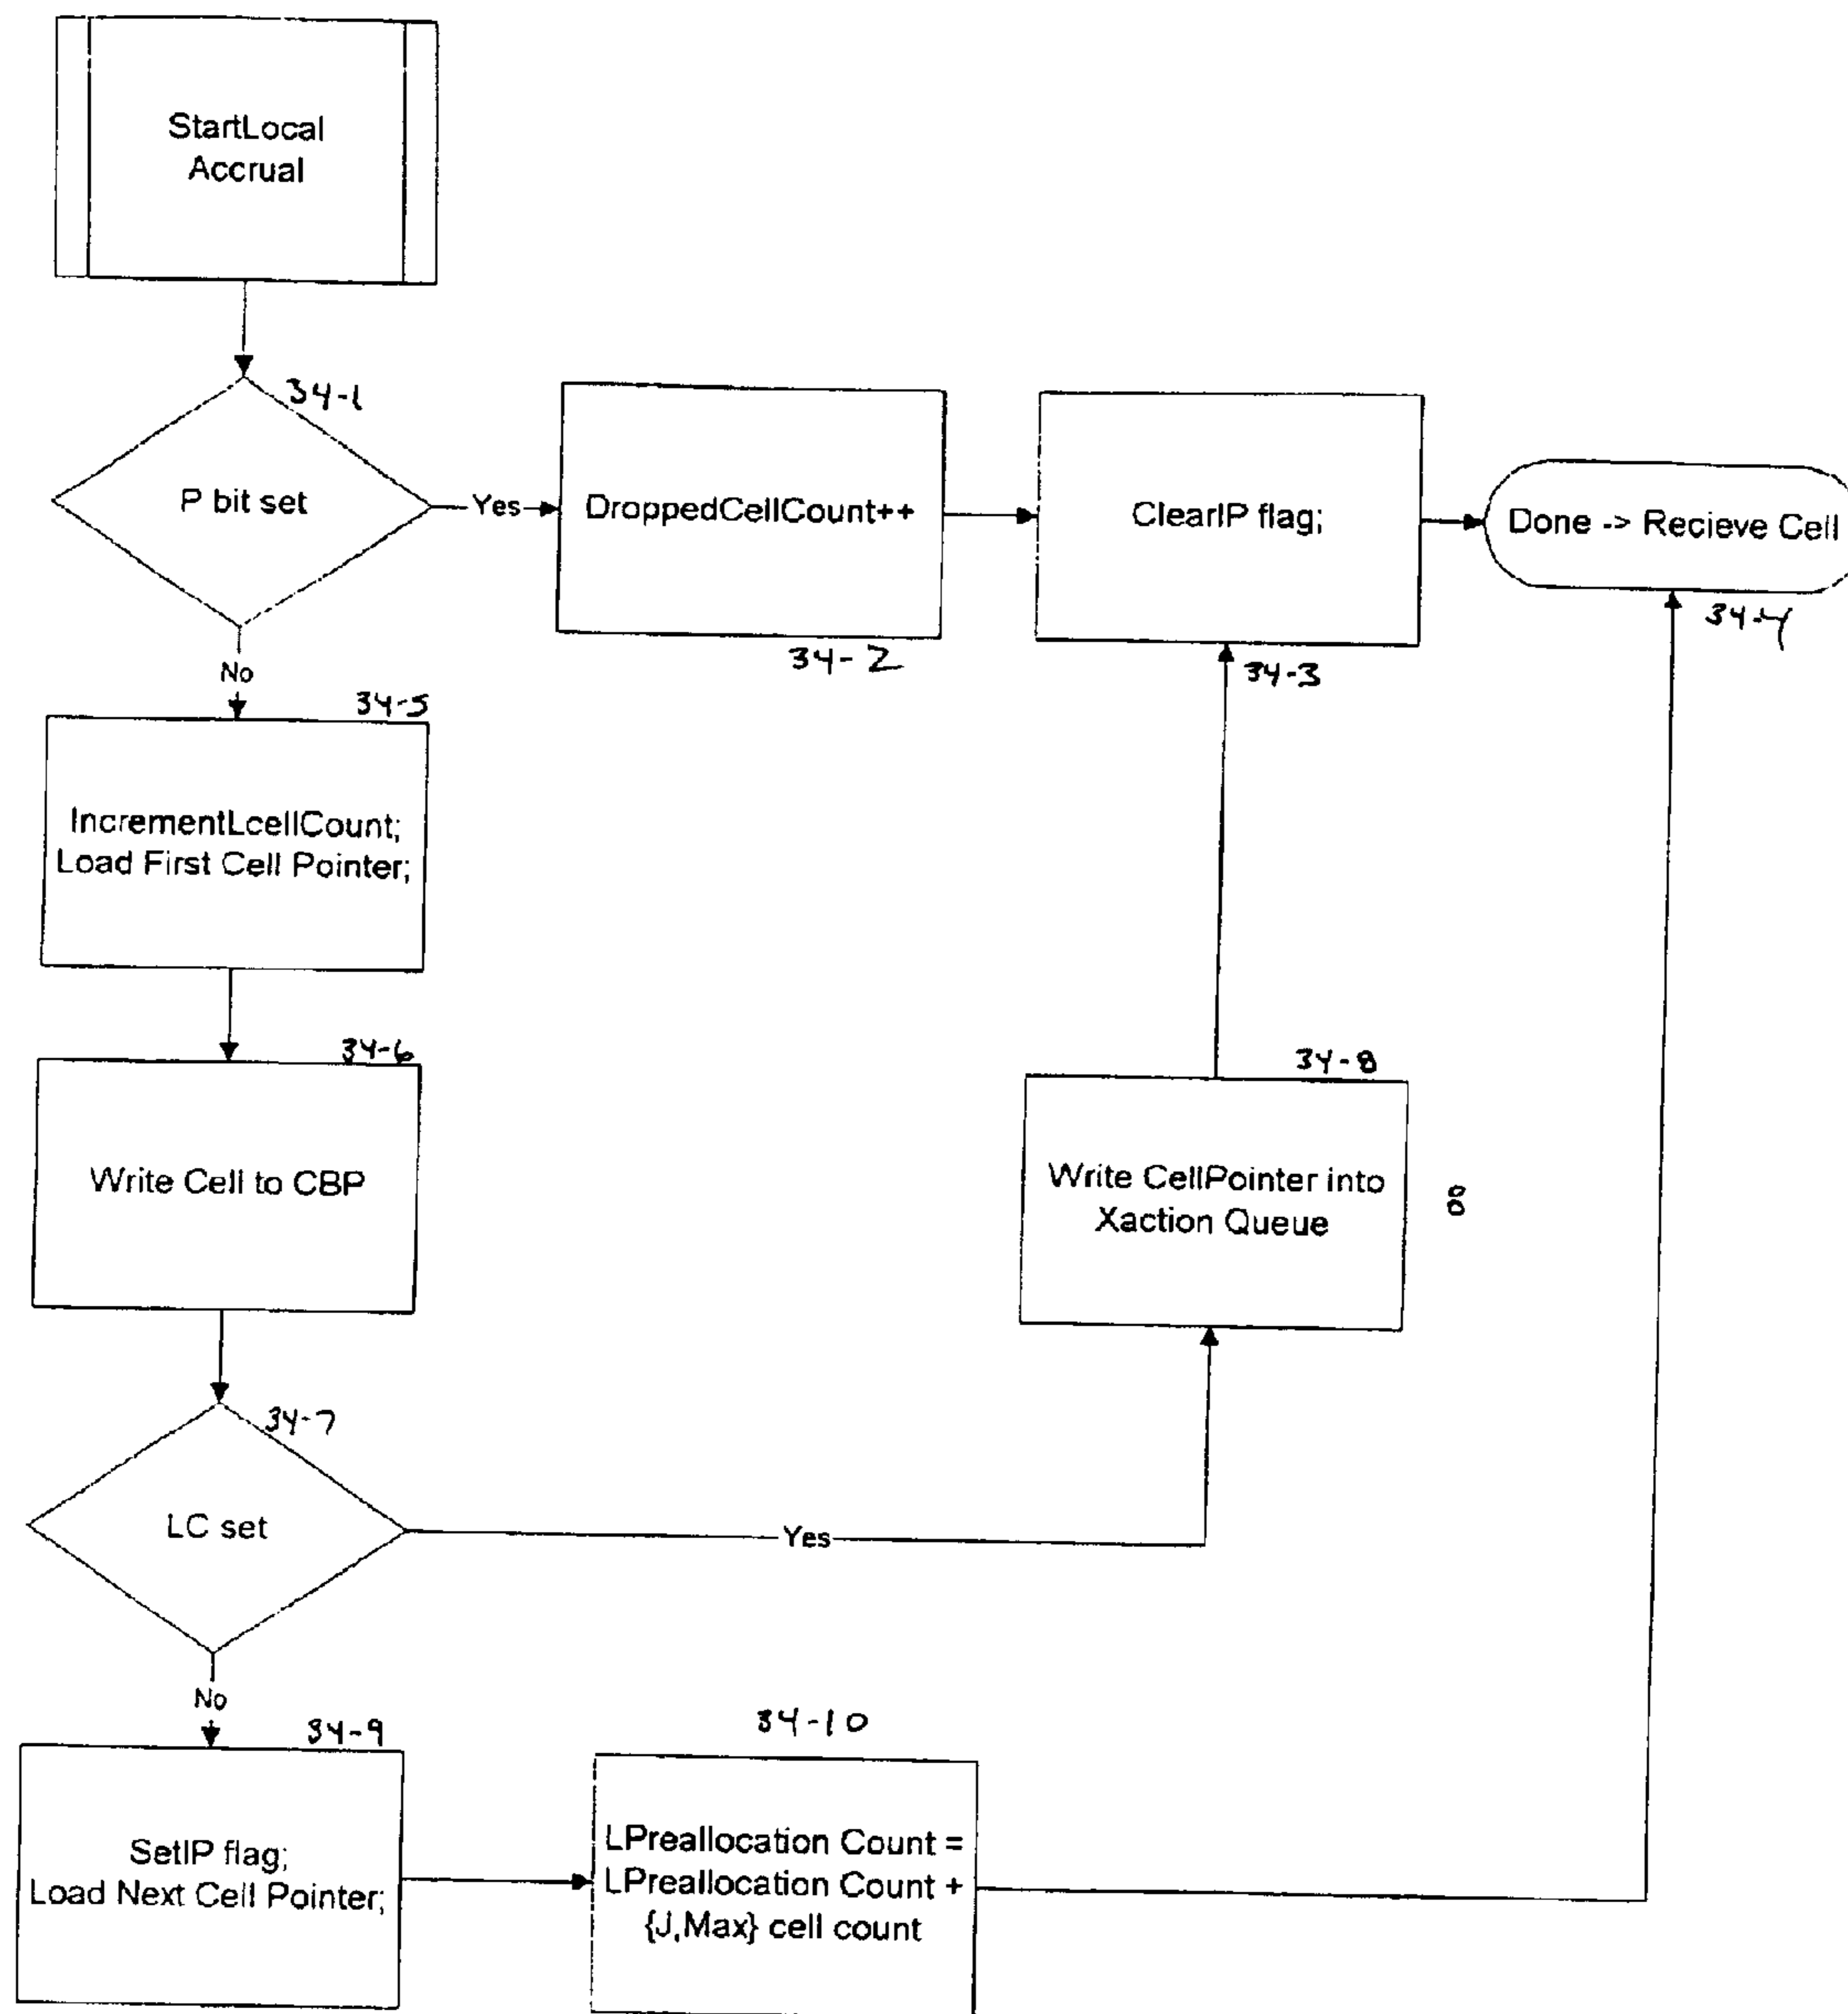 StartLocal
Accrual
34-1
P bit set
Yes
DroppedCellCount++
34-2
ClearIP flag;
34-3
Done -> Recieve Cell
34-4
No
34-5
IncrementLcellCount;
Load First Cell Pointer;
34-6
Write Cell to CBP
34-8
Write CellPointer into
Xaction Queue
8
34-7
LC set
Yes
No
34-9
SetIP flag;
Load Next Cell Pointer;
34-10
LPreallocation Count =
LPreallocation Count +
{J,Max} cell count